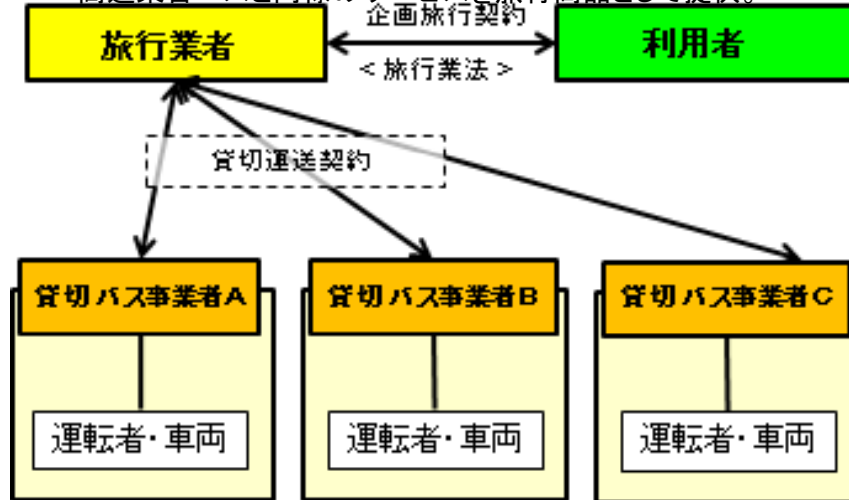 企画旅行契約
旅行業者
利用者
<旅行業法>
貸切運送契約
貸切バス事業者A
貸切バス事業者B
貸切バス事業者C
運転者・車両
運転者・車両
運転者・車両